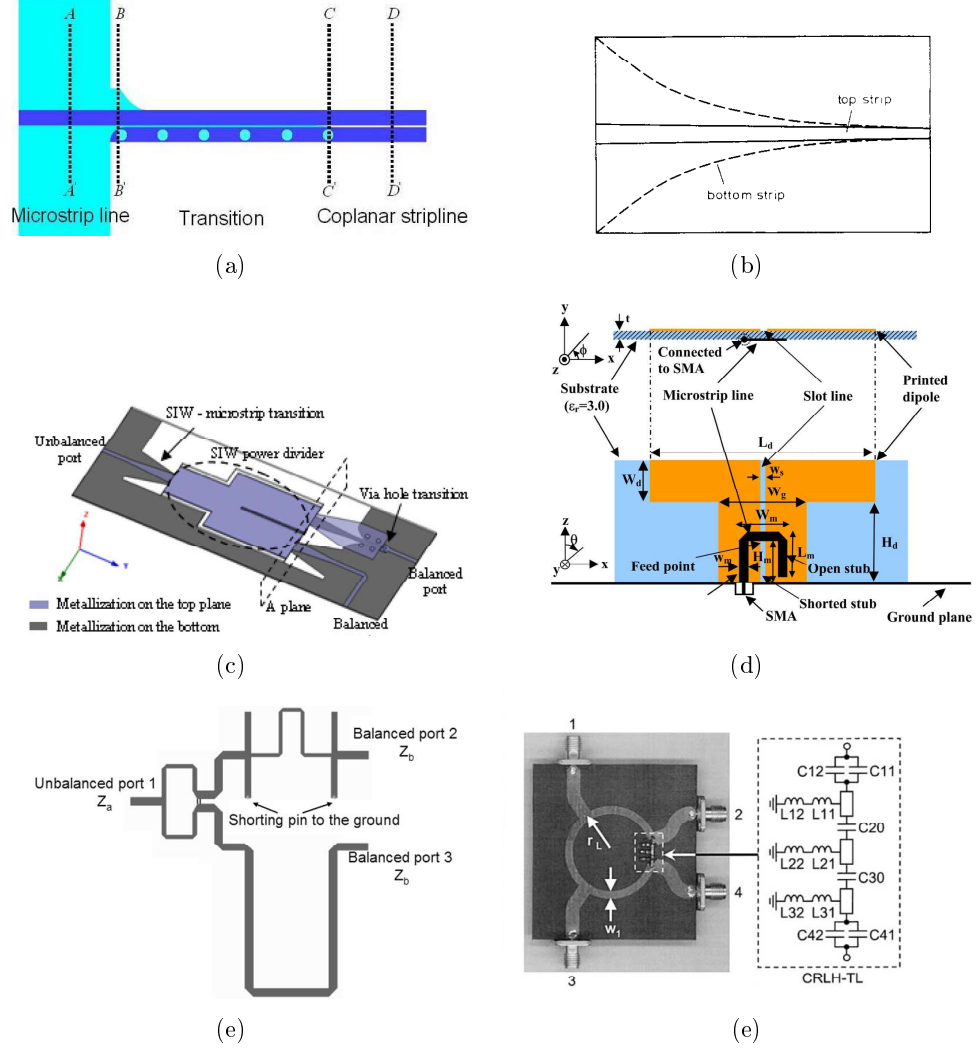 A B C D
A' B' C' D'
Microstrip line Transition Coplanar stripline
(a)
top strip
bottom strip
(b)
SIW - microstrip transition
Unbalanced
port
SIW power divider
Via hole transition
Balanced
port
A plane
Balanced
Z
Y
Metallization on the top plane
Metallization on the bottom
(c)
y
t
ϕ
z
x
Connected
to SMA
Substrate
(εr=3.0)
Microstrip line
Slot line
Printed
dipole
Ld
Wd
ws
Wg
Wm
z
θ
y
x
Hd
wm
Hm
Lm
Feed point
Open stub
Shorted stub
SMA
Ground plane
(d)
Unbalanced port 1
Za
Balanced port 2
Zb
Shorting pin to the ground
Balanced port 3
Zb
(e)
1
2
rL
4
w1
3
C12 C11
L12 L11
C20
L22 L21
C30
L32 L31
C42 C41
CRLH-TL
(e)